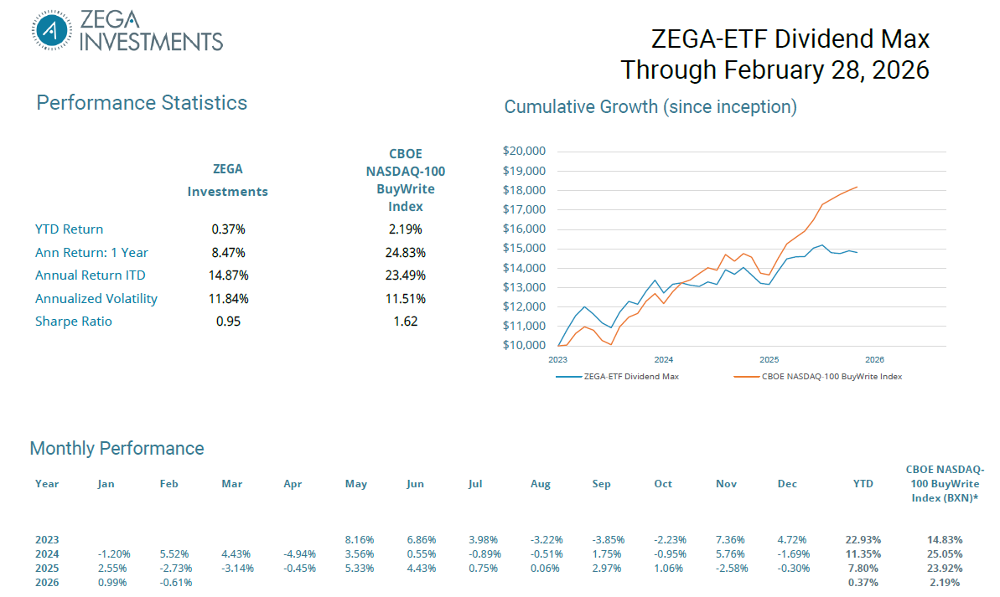 ZEGA
INVESTMENTS
ZEGA-ETF Dividend Max
Through February 28, 2026
Performance Statistics
ZEGA
Investments
CBOE
NASDAQ-100
BuyWrite
Index
YTD Return 0.37% 2.19%
Ann Return: 1 Year 8.47% 24.83%
Annual Return ITD 14.87% 23.49%
Annualized Volatility 11.84% 11.51%
Sharpe Ratio 0.95 1.62
Cumulative Growth (since inception)
$20,000
$19,000
$18,000
$17,000
$16,000
$15,000
$14,000
$13,000
$12,000
$11,000
$10,000
2023 2024 2025 2026
ZEGA-ETF Dividend Max CBOE NASDAQ-100 BuyWrite Index
Monthly Performance
Year Jan Feb Mar Apr May Jun Jul Aug Sep Oct Nov Dec YTD
CBOE NASDAQ-
100 BuyWrite
Index (BXN)*
2023 8.16% 6.86% 3.98% -3.22% -3.85% -2.23% 7.36% 4.72% 22.93% 14.83%
2024 -1.20% 5.52% 4.43% -4.94% 3.56% 0.55% -0.89% -0.51% 1.75% -0.95% 5.76% -1.69% 11.35% 25.05%
2025 2.55% -2.73% -3.14% -0.45% 5.33% 4.43% 0.75% 0.06% 2.97% 1.06% -2.58% -0.30% 7.80% 23.92%
2026 0.99% -0.61% 0.37% 2.19%